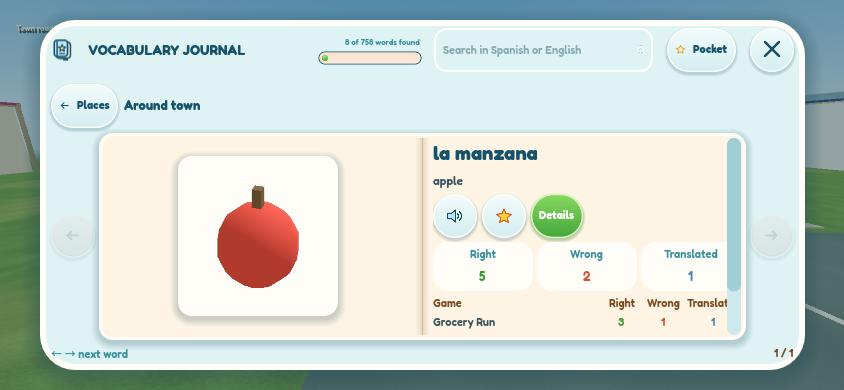 VOCABULARY JOURNAL
8 of 758 words found
Search in Spanish or English
Pocket
← Places
Around town
la manzana
apple
Details
Right Wrong Translated
5 2 1
Game Right Wrong Translat
Grocery Run 3 1 1
← → next word
1 / 1